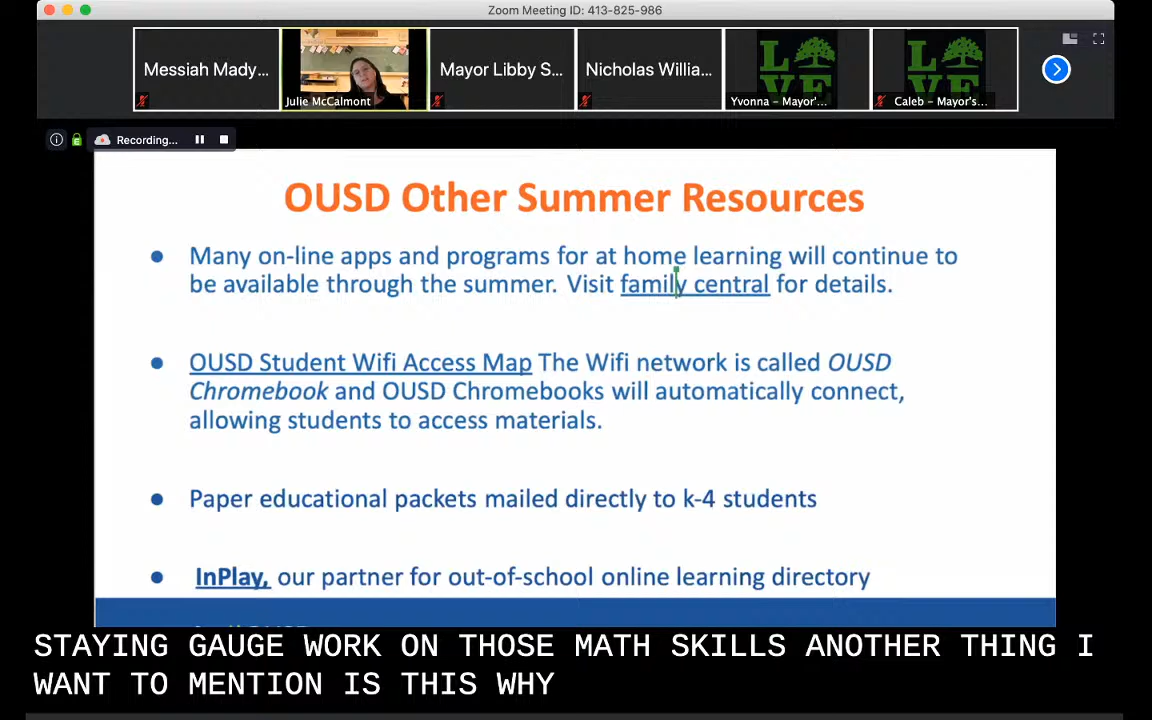 Zoom Meeting ID: 413-825-986
Messiah Mady...
Julie McCalmont
Mayor Libby S...
Nicholas Willia...
LOVE
Yvonna – Mayor'...
LOVE
Caleb – Mayor's...
Recording...
OUSD Other Summer Resources
● Many on-line apps and programs for at home learning will continue to
be available through the summer. Visit family central for details.
● OUSD Student Wifi Access Map The Wifi network is called OUSD
Chromebook and OUSD Chromebooks will automatically connect,
allowing students to access materials.
● Paper educational packets mailed directly to k-4 students
● InPlay, our partner for out-of-school online learning directory
STAYING GAUGE WORK ON THOSE MATH SKILLS ANOTHER THING I
WANT TO MENTION IS THIS WHY